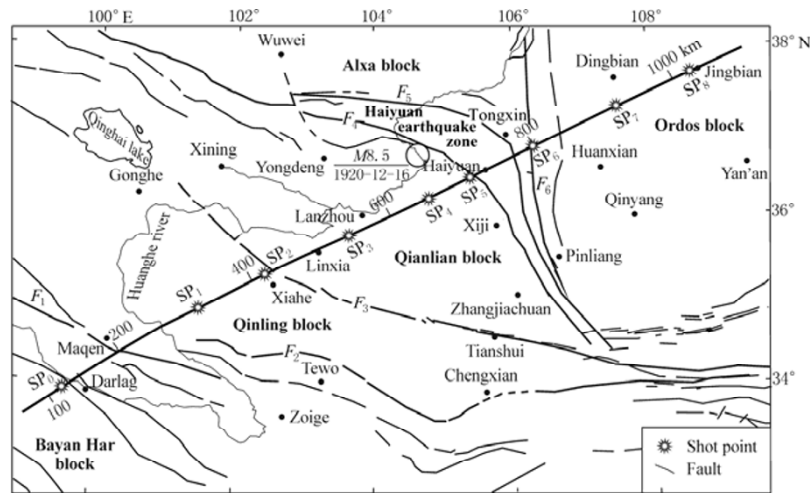 100° E
102°
104°
106°
108°
38° N
Wuwei
Alxa block
Dingbian
1000 km
Jingbian
SP₈
F₅
Haiyuan
earthquake
zone
F₄
Tongxin
800
SP₇
Ordos block
Qinghai lake
Xining
Yongdeng
M8.5
1920-12-16
Haiyuan
SP₆
Huanxian
Yan'an
Gonghe
SP₅
F₆
Lanzhou
600
SP₄
Qinyang
36°
Huanghe river
SP₃
Xiji
400
SP₂
Linxia
Qianlian block
Pinliang
SP₁
Xiahe
F₁
F₃
Zhangjiachuan
200
Qinling block
Maqen
F₂
Tianshui
SP₀
Darlag
Tewo
Chengxian
34°
100
Zoige
Bayan Har
block
Shot point
Fault